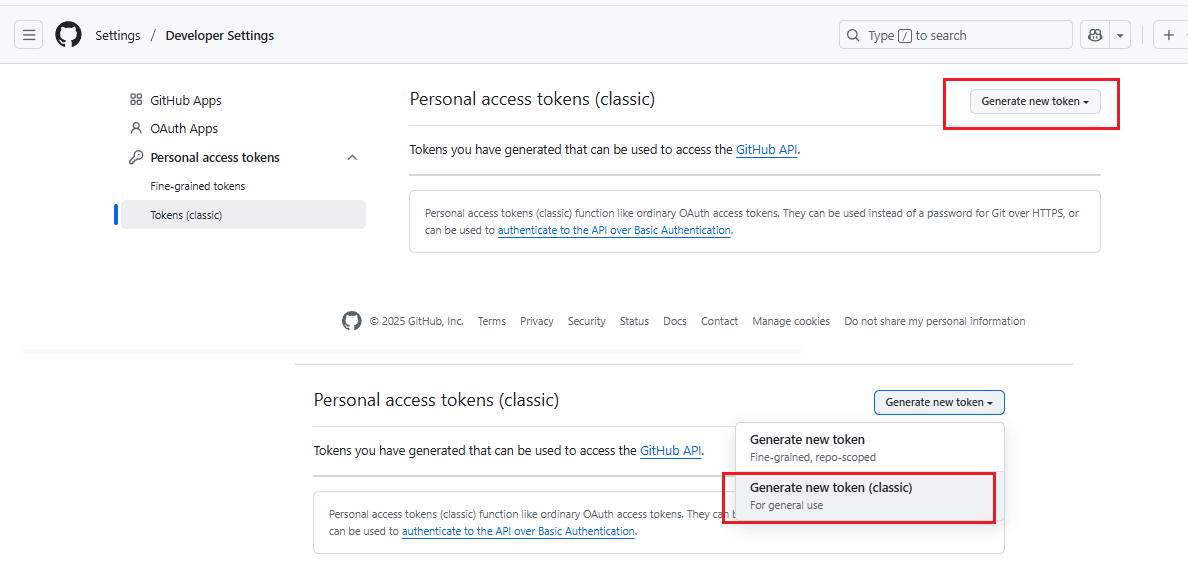 Settings / Developer Settings
Type / to search
GitHub Apps
OAuth Apps
Personal access tokens
Fine-grained tokens
Tokens (classic)
Personal access tokens (classic)
Generate new token
Tokens you have generated that can be used to access the GitHub API.
Personal access tokens (classic) function like ordinary OAuth access tokens. They can be used instead of a password for Git over HTTPS, or
can be used to authenticate to the API over Basic Authentication.
© 2025 GitHub, Inc. Terms Privacy Security Status Docs Contact Manage cookies Do not share my personal information
Personal access tokens (classic)
Generate new token
Tokens you have generated that can be used to access the GitHub API.
Generate new token
Fine-grained, repo-scoped
Generate new token (classic)
For general use
Personal access tokens (classic) function like ordinary OAuth access tokens. They can b
can be used to authenticate to the API over Basic Authentication.